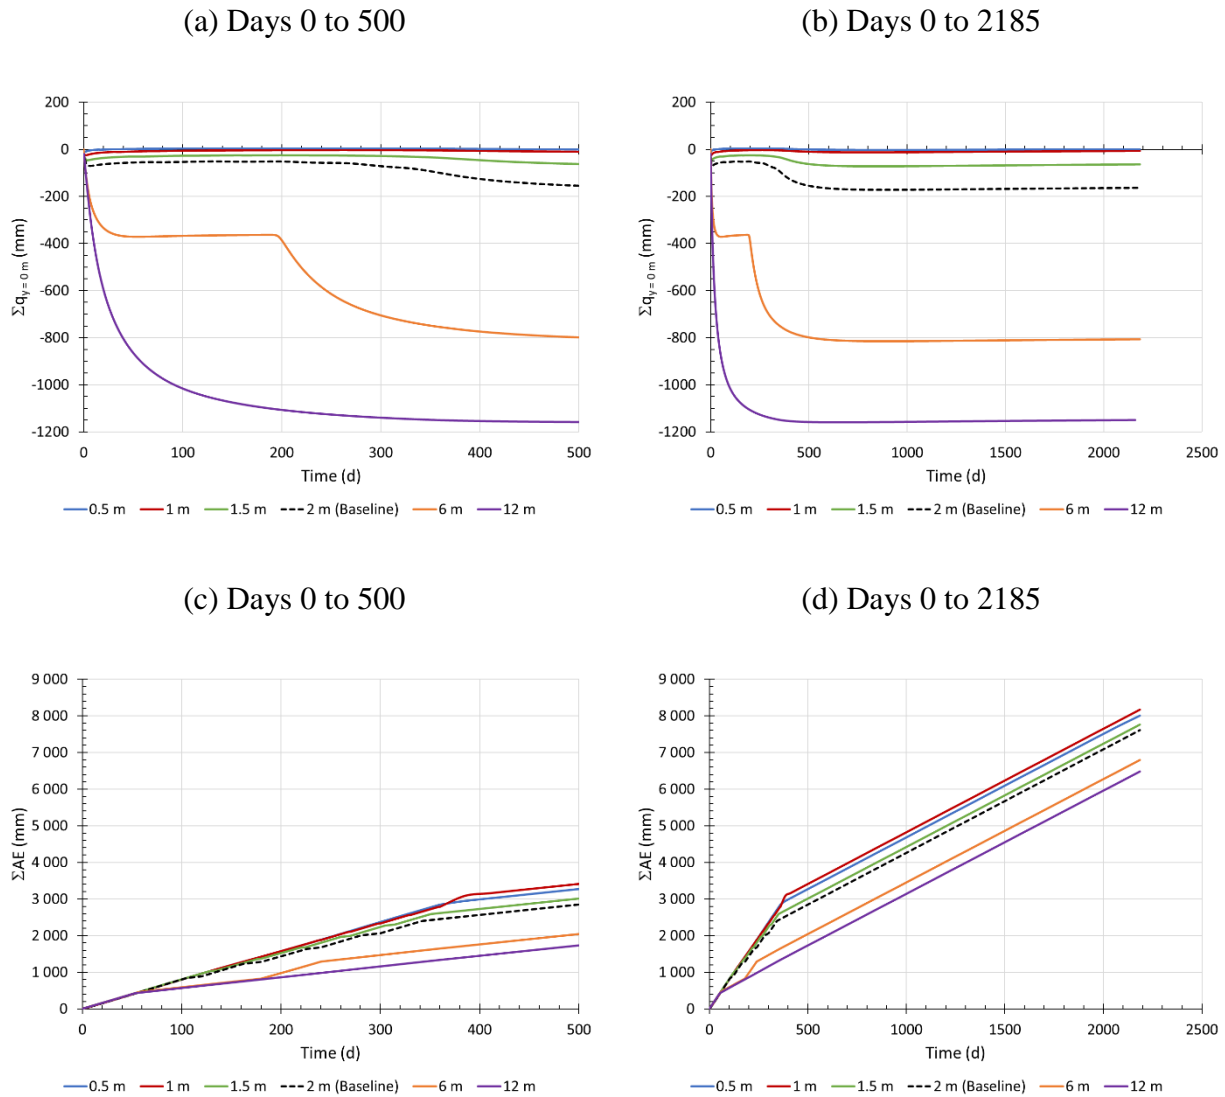 (a) Days 0 to 500
(b) Days 0 to 2185
200
0
-200
-400
-600
-800
-1000
-1200
Σq y = 0 m (mm)
0 100 200 300 400 500
Time (d)
0.5 m 1 m 1.5 m 2 m (Baseline) 6 m 12 m
200
0
-200
-400
-600
-800
-1000
-1200
Σq y = 0 m (mm)
0 500 1000 1500 2000 2500
Time (d)
0.5 m 1 m 1.5 m 2 m (Baseline) 6 m 12 m
(c) Days 0 to 500
(d) Days 0 to 2185
9 000
8 000
7 000
6 000
5 000
4 000
3 000
2 000
1 000
0
ΣAE (mm)
0 100 200 300 400 500
Time (d)
0.5 m 1 m 1.5 m 2 m (Baseline) 6 m 12 m
9 000
8 000
7 000
6 000
5 000
4 000
3 000
2 000
1 000
0
ΣAE (mm)
0 500 1000 1500 2000 2500
Time (d)
0.5 m 1 m 1.5 m 2 m (Baseline) 6 m 12 m